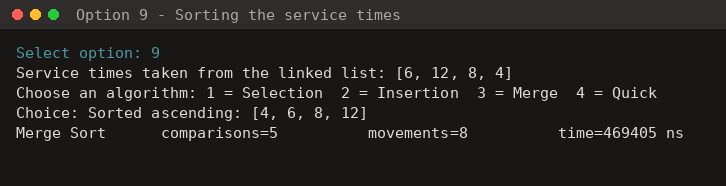 Option 9 - Sorting the service times
Select option: 9
Service times taken from the linked list: [6, 12, 8, 4]
Choose an algorithm: 1 = Selection  2 = Insertion  3 = Merge  4 = Quick
Choice: Sorted ascending: [4, 6, 8, 12]
Merge Sort      comparisons=5          movements=8          time=469405 ns